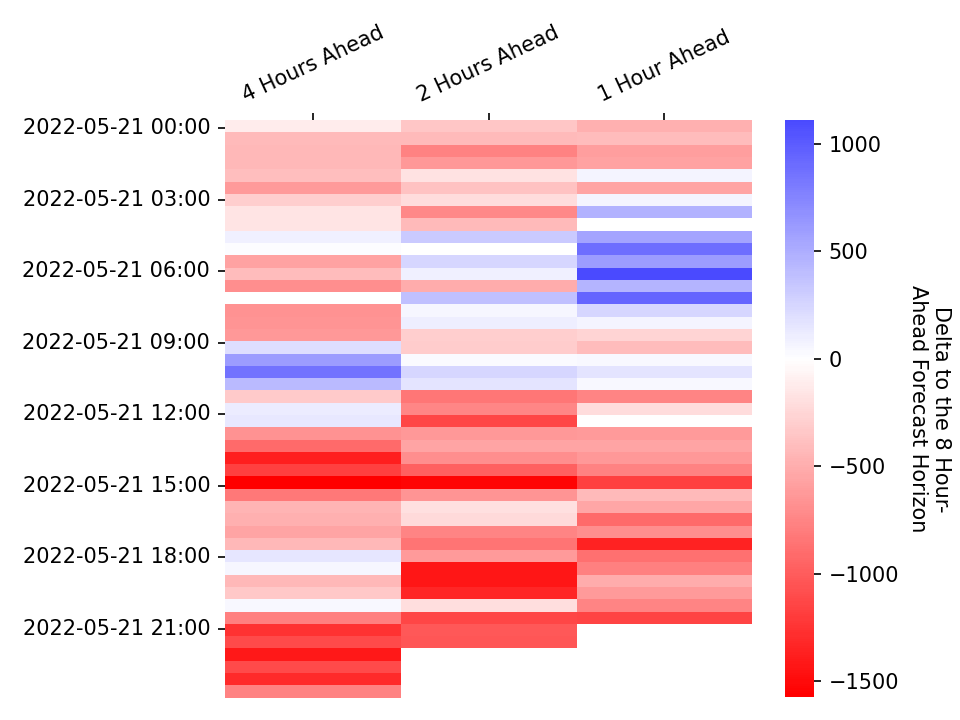 4 Hours Ahead
2 Hours Ahead
1 Hour Ahead
2022-05-21 00:00
2022-05-21 03:00
2022-05-21 06:00
2022-05-21 09:00
2022-05-21 12:00
2022-05-21 15:00
2022-05-21 18:00
2022-05-21 21:00
1000
500
0
−500
−1000
−1500
Delta to the 8 Hour-
Ahead Forecast Horizon